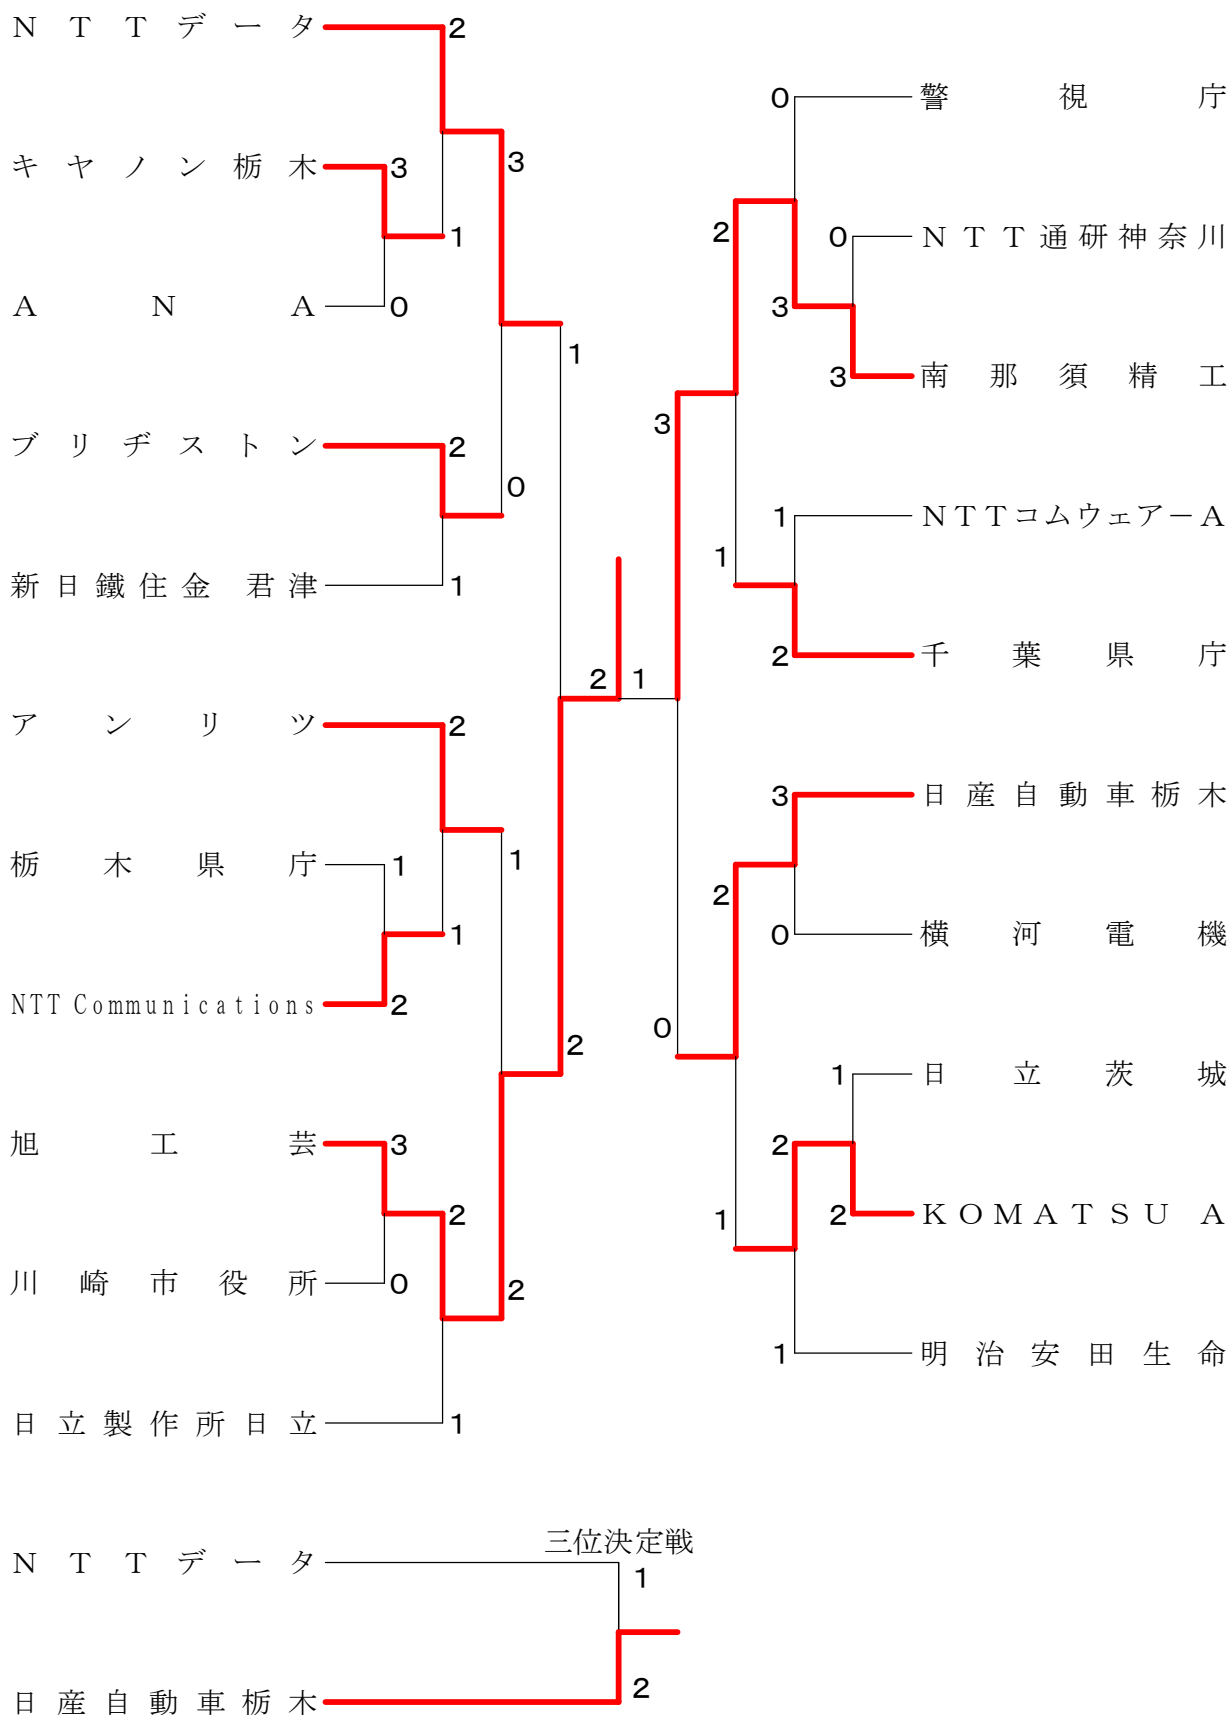 NTTデータ
2
キヤノン栃木
3
3
1
ANA
0
1
ブリヂストン
2
0
新日鐵住金 君津
1
アンリツ
2
栃木県庁
1
1
1
NTT Communications
2
2
旭工芸
3
2
川崎市役所
0
2
日立製作所日立
1
2
1
0
警視庁
2
0
NTT通研神奈川
3
3
南那須精工
3
1
NTTコムウェアーA
1
2
千葉県庁
3
日産自動車栃木
2
0
横河電機
0
1
日立茨城
2
1
2
KOMATSU A
1
明治安田生命
三位決定戦
NTTデータ
1
日産自動車栃木
2